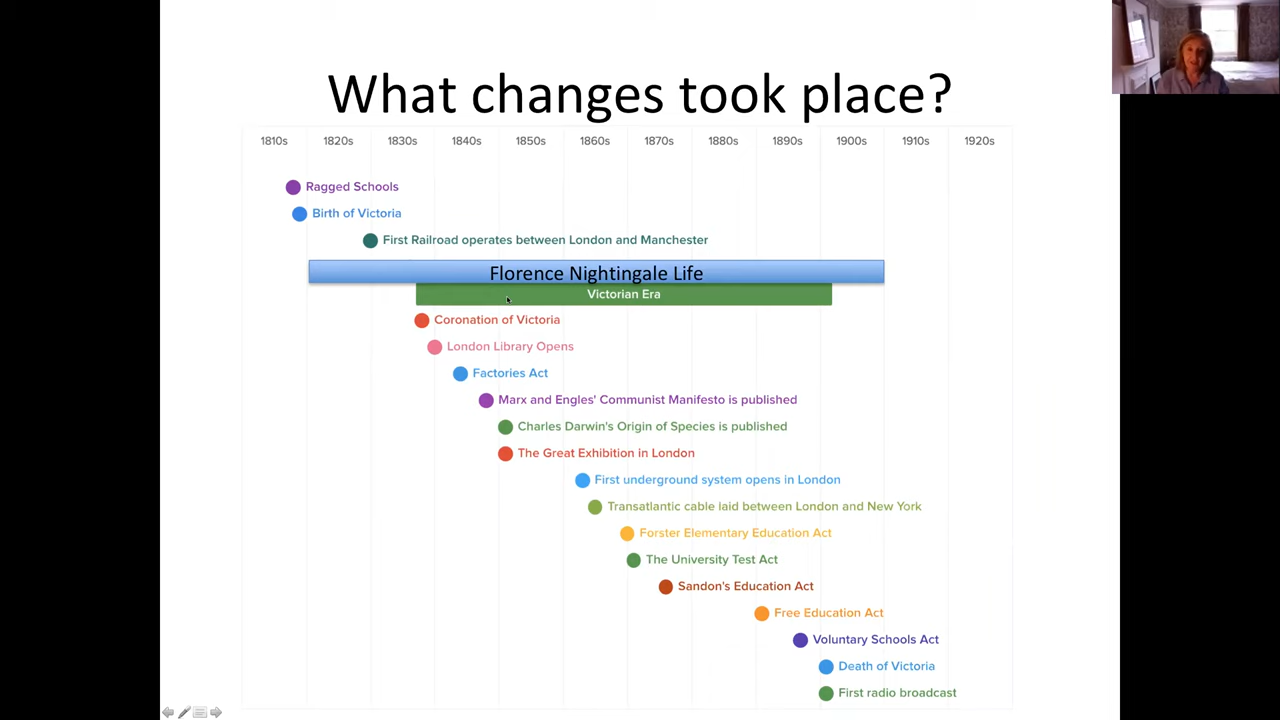 What changes took place?
1810s 1820s 1830s 1840s 1850s 1860s 1870s 1880s 1890s 1900s 1910s 1920s
Ragged Schools
Birth of Victoria
First Railroad operates between London and Manchester
Florence Nightingale Life
Victorian Era
Coronation of Victoria
London Library Opens
Factories Act
Marx and Engles' Communist Manifesto is published
Charles Darwin's Origin of Species is published
The Great Exhibition in London
First underground system opens in London
Transatlantic cable laid between London and New York
Forster Elementary Education Act
The University Test Act
Sandon's Education Act
Free Education Act
Voluntary Schools Act
Death of Victoria
First radio broadcast